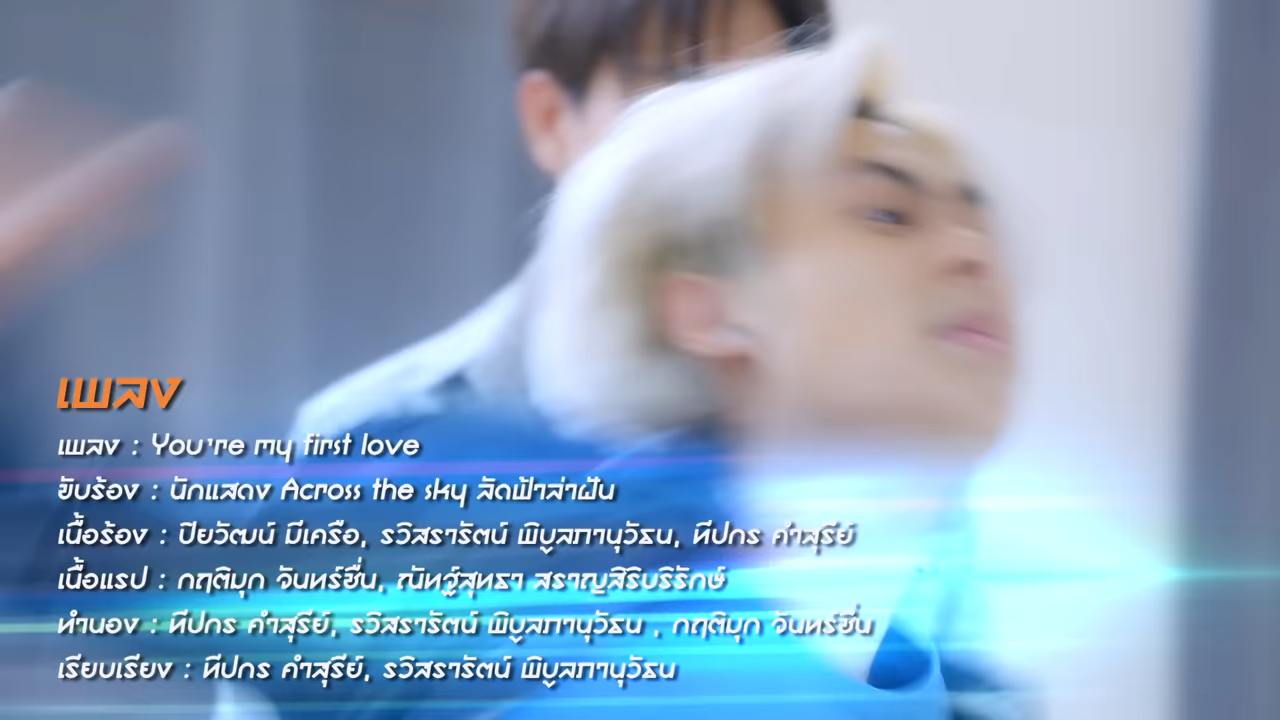 เพลง
เพลง : You're my first love
ขับร้อง : นักแสดง Across the sky ลัดฟ้าล่าฝัน
เนื้อร้อง : ปิยวัฒน์ มีเครือ, รวิสรารัตน์ พิบูลภานุวัธน, ทีปกร คำสุรีย์
เนื้อแรป : กฤติมุก จันทร์ชื่น, ณัทฐ์สุทธา สราญสิริบริรักษ์
ทำนอง : ทีปกร คำสุรีย์, รวิสรารัตน์ พิบูลภานุวัธน , กฤติมุก จันทร์ชื่น
เรียบเรียง : ทีปกร คำสุรีย์, รวิสรารัตน์ พิบูลภานุวัธน